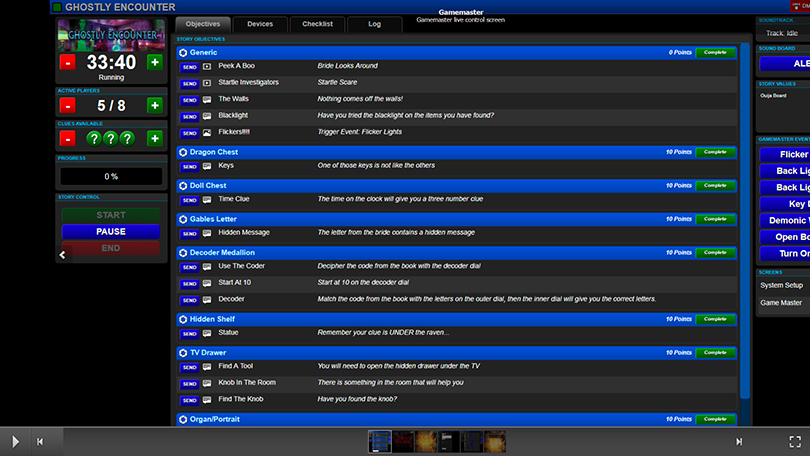 GHOSTLY ENCOUNTER
Gamemaster
Gamemaster live control screen
Objectives
Devices
Checklist
Log
GHOSTLY ENCOUNTER
- 33:40 +
Running
ACTIVE PLAYERS
- 5 / 8 +
CLUES AVAILABLE
- ? ? ? +
PROGRESS
0 %
STORY CONTROL
START
PAUSE
END
STORY OBJECTIVES
Generic 0 Points Complete
SEND Peek A Boo Bride Looks Around
SEND Startle Investigators Startle Scare
SEND The Walls Nothing comes off the walls!
SEND Blacklight Have you tried the blacklight on the items you have found?
SEND Flickers!!!! Trigger Event: Flicker Lights
Dragon Chest 10 Points Complete
SEND Keys One of those keys is not like the others
Doll Chest 10 Points Complete
SEND Time Clue The time on the clock will give you a three number clue
Gables Letter 10 Points Complete
SEND Hidden Message The letter from the bride contains a hidden message
Decoder Medallion 10 Points Complete
SEND Use The Coder Decipher the code from the book with the decoder dial
SEND Start At 10 Start at 10 on the decoder dial
SEND Decoder Match the code from the book with the letters on the outer dial, then the inner dial will give you the correct letters.
Hidden Shelf 10 Points Complete
SEND Statue Remember your clue is UNDER the raven...
TV Drawer 10 Points Complete
SEND Find A Tool You will need to open the hidden drawer under the TV
SEND Knob In The Room There is something in the room that will help you
SEND Find The Knob Have you found the knob?
Organ/Portrait 10 Points Complete
DM
SOUNDTRACK
Track: Idle
SOUND BOARD
ALE
STORY VALUES
Ouija Board
GAMEMASTER EVENT
Flicker
Back Lig
Back Lig
Key D
Demonic
Open Bo
Turn On
SCREENS
System Setup
Game Master